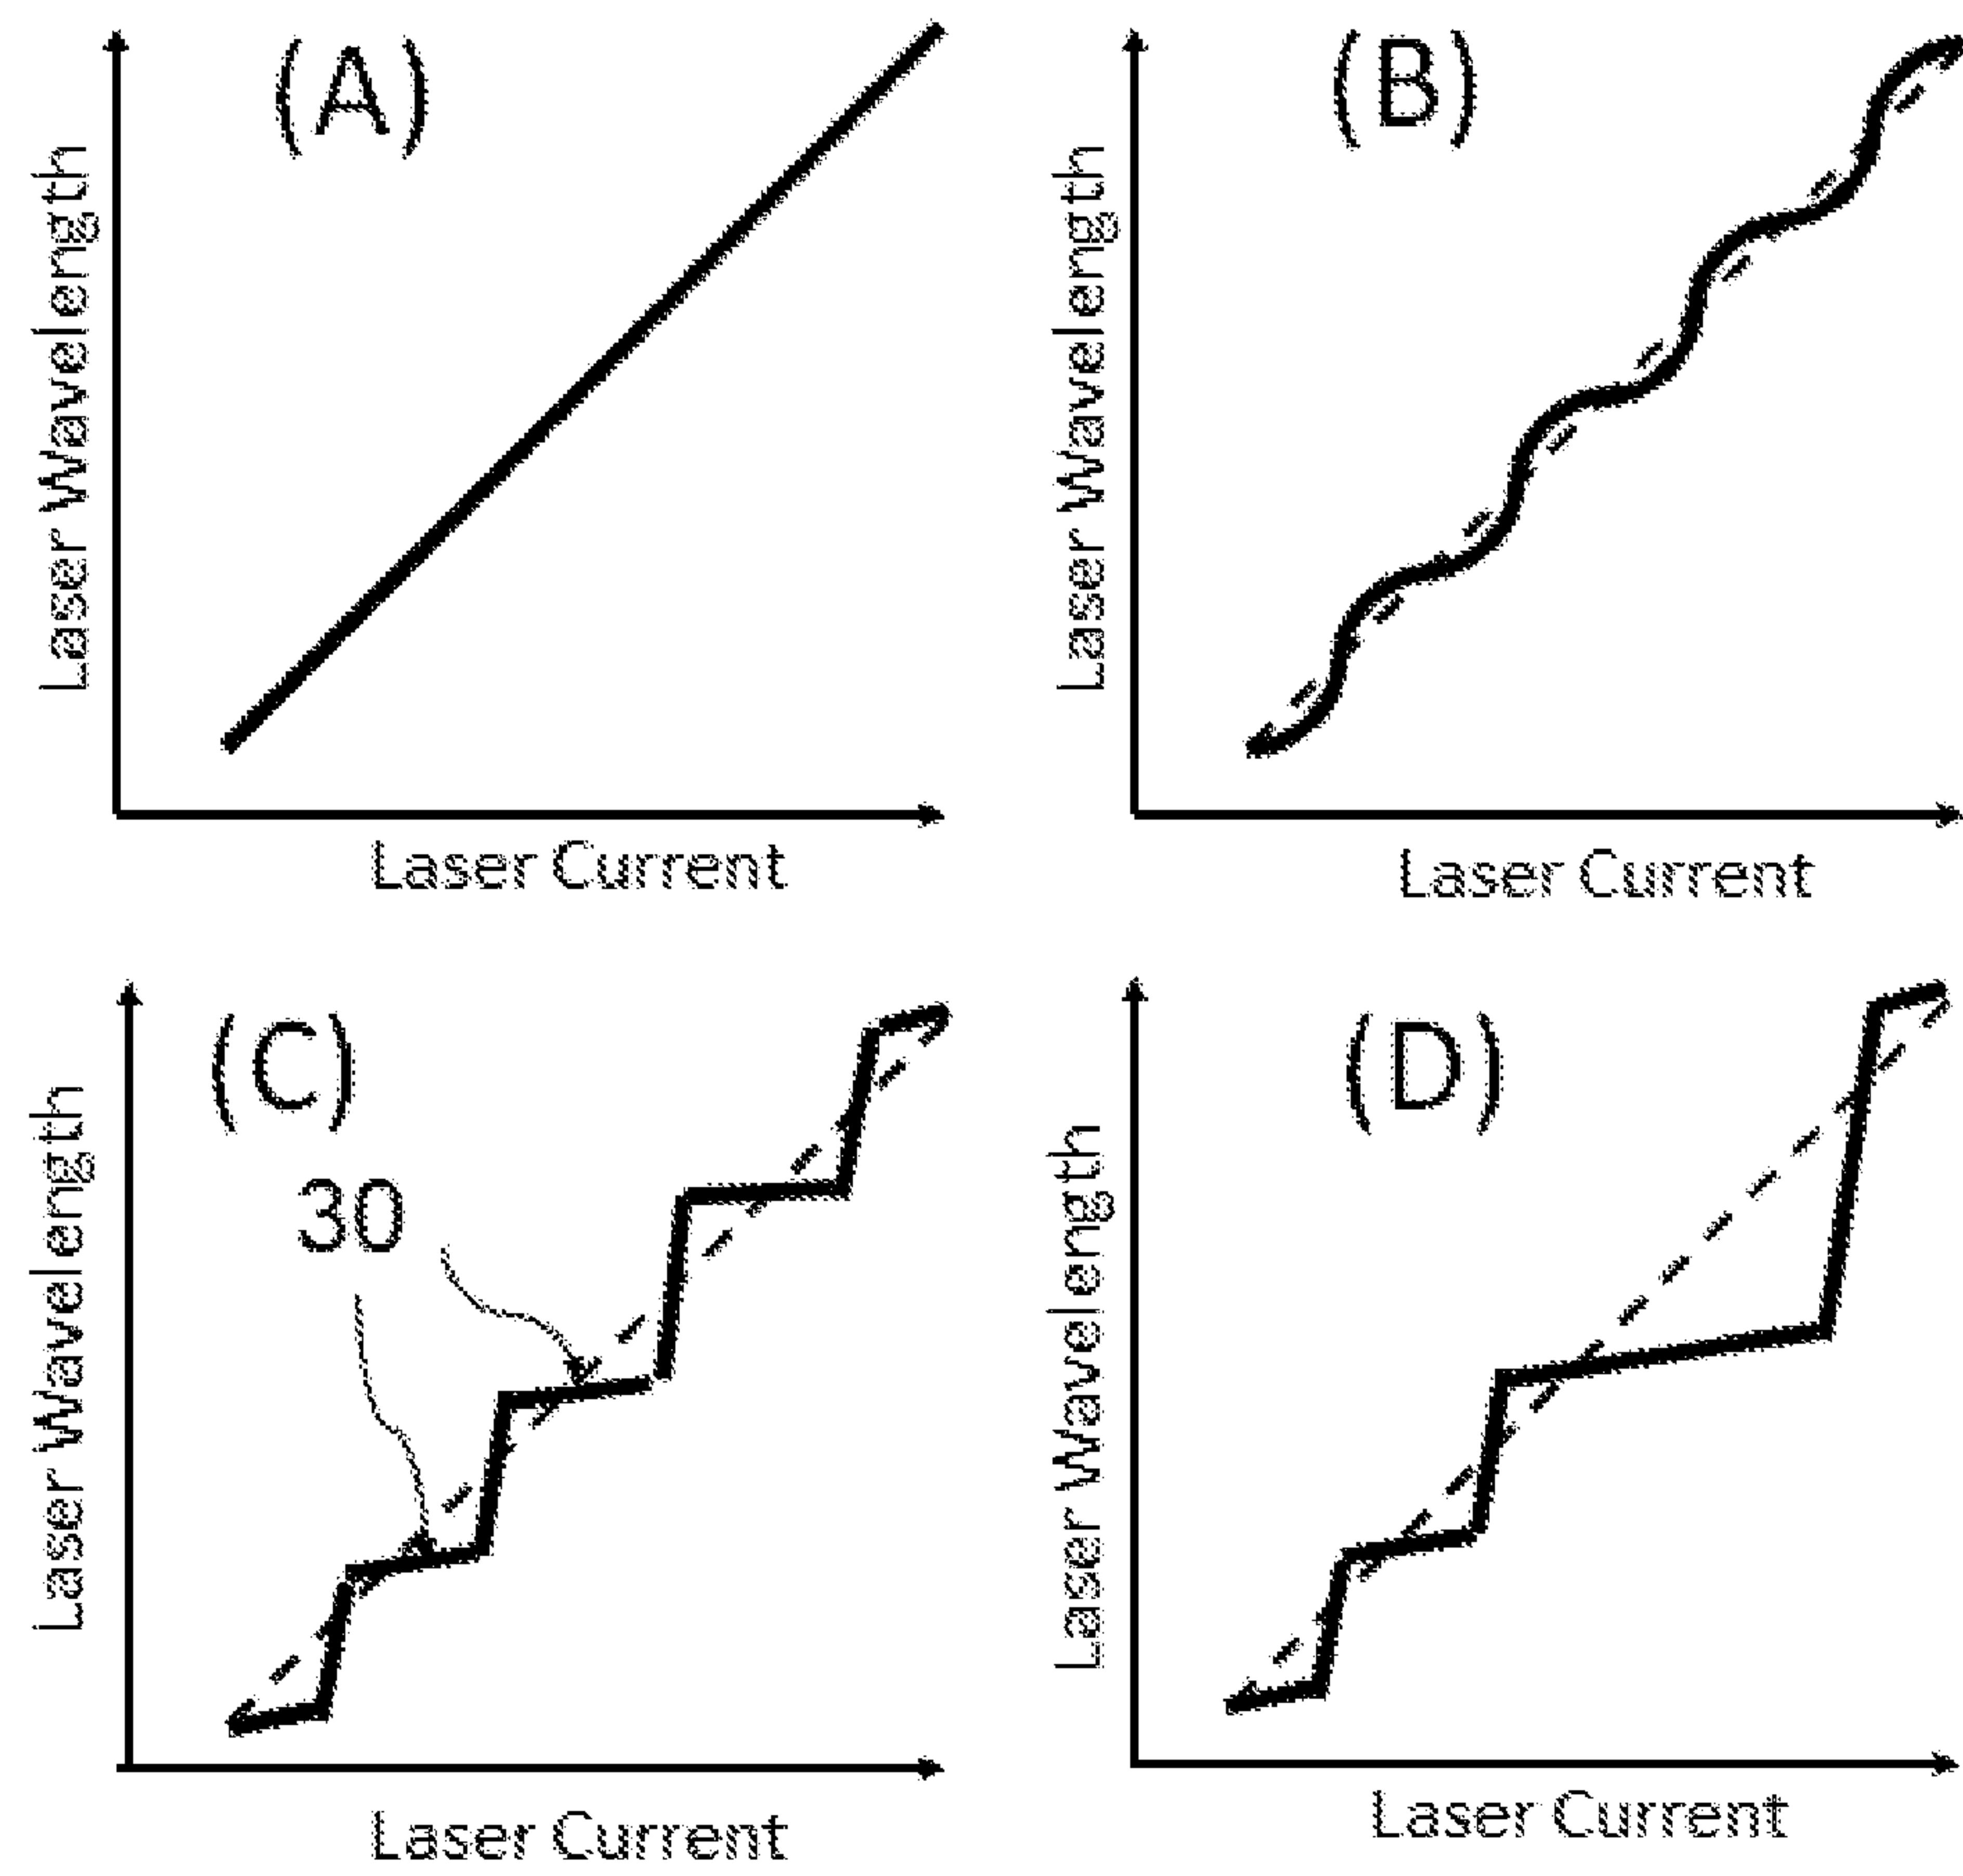 (A)
Laser Wavelength
Laser Current
(B)
Laser Wavelength
Laser Current
(C)
30
Laser Wavelength
Laser Current
(D)
Laser Wavelength
Laser Current